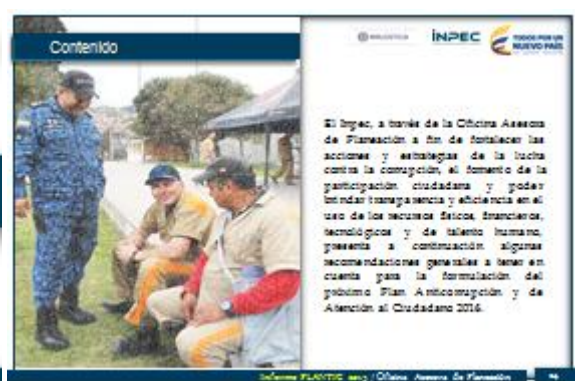 Contenido
INPEC
TODOS POR UN
NUEVO PAÍS
El Inpec, a través de la Oficina Asesora
de Planeación a fin de fortalecer las
acciones y estrategias de la lucha
contra la corrupción, el fomento de la
participación ciudadana y poder
brindar transparencia y eficiencia en el
uso de los recursos físicos, financieros,
tecnológicos y de talento humano,
presenta a continuación algunas
recomendaciones generales a tener en
cuenta para la formulación del
próximo Plan Anticorrupción y de
Atención al Ciudadano 2016.
Informe PLANTIC 2015 / Oficina Asesora de Planeación